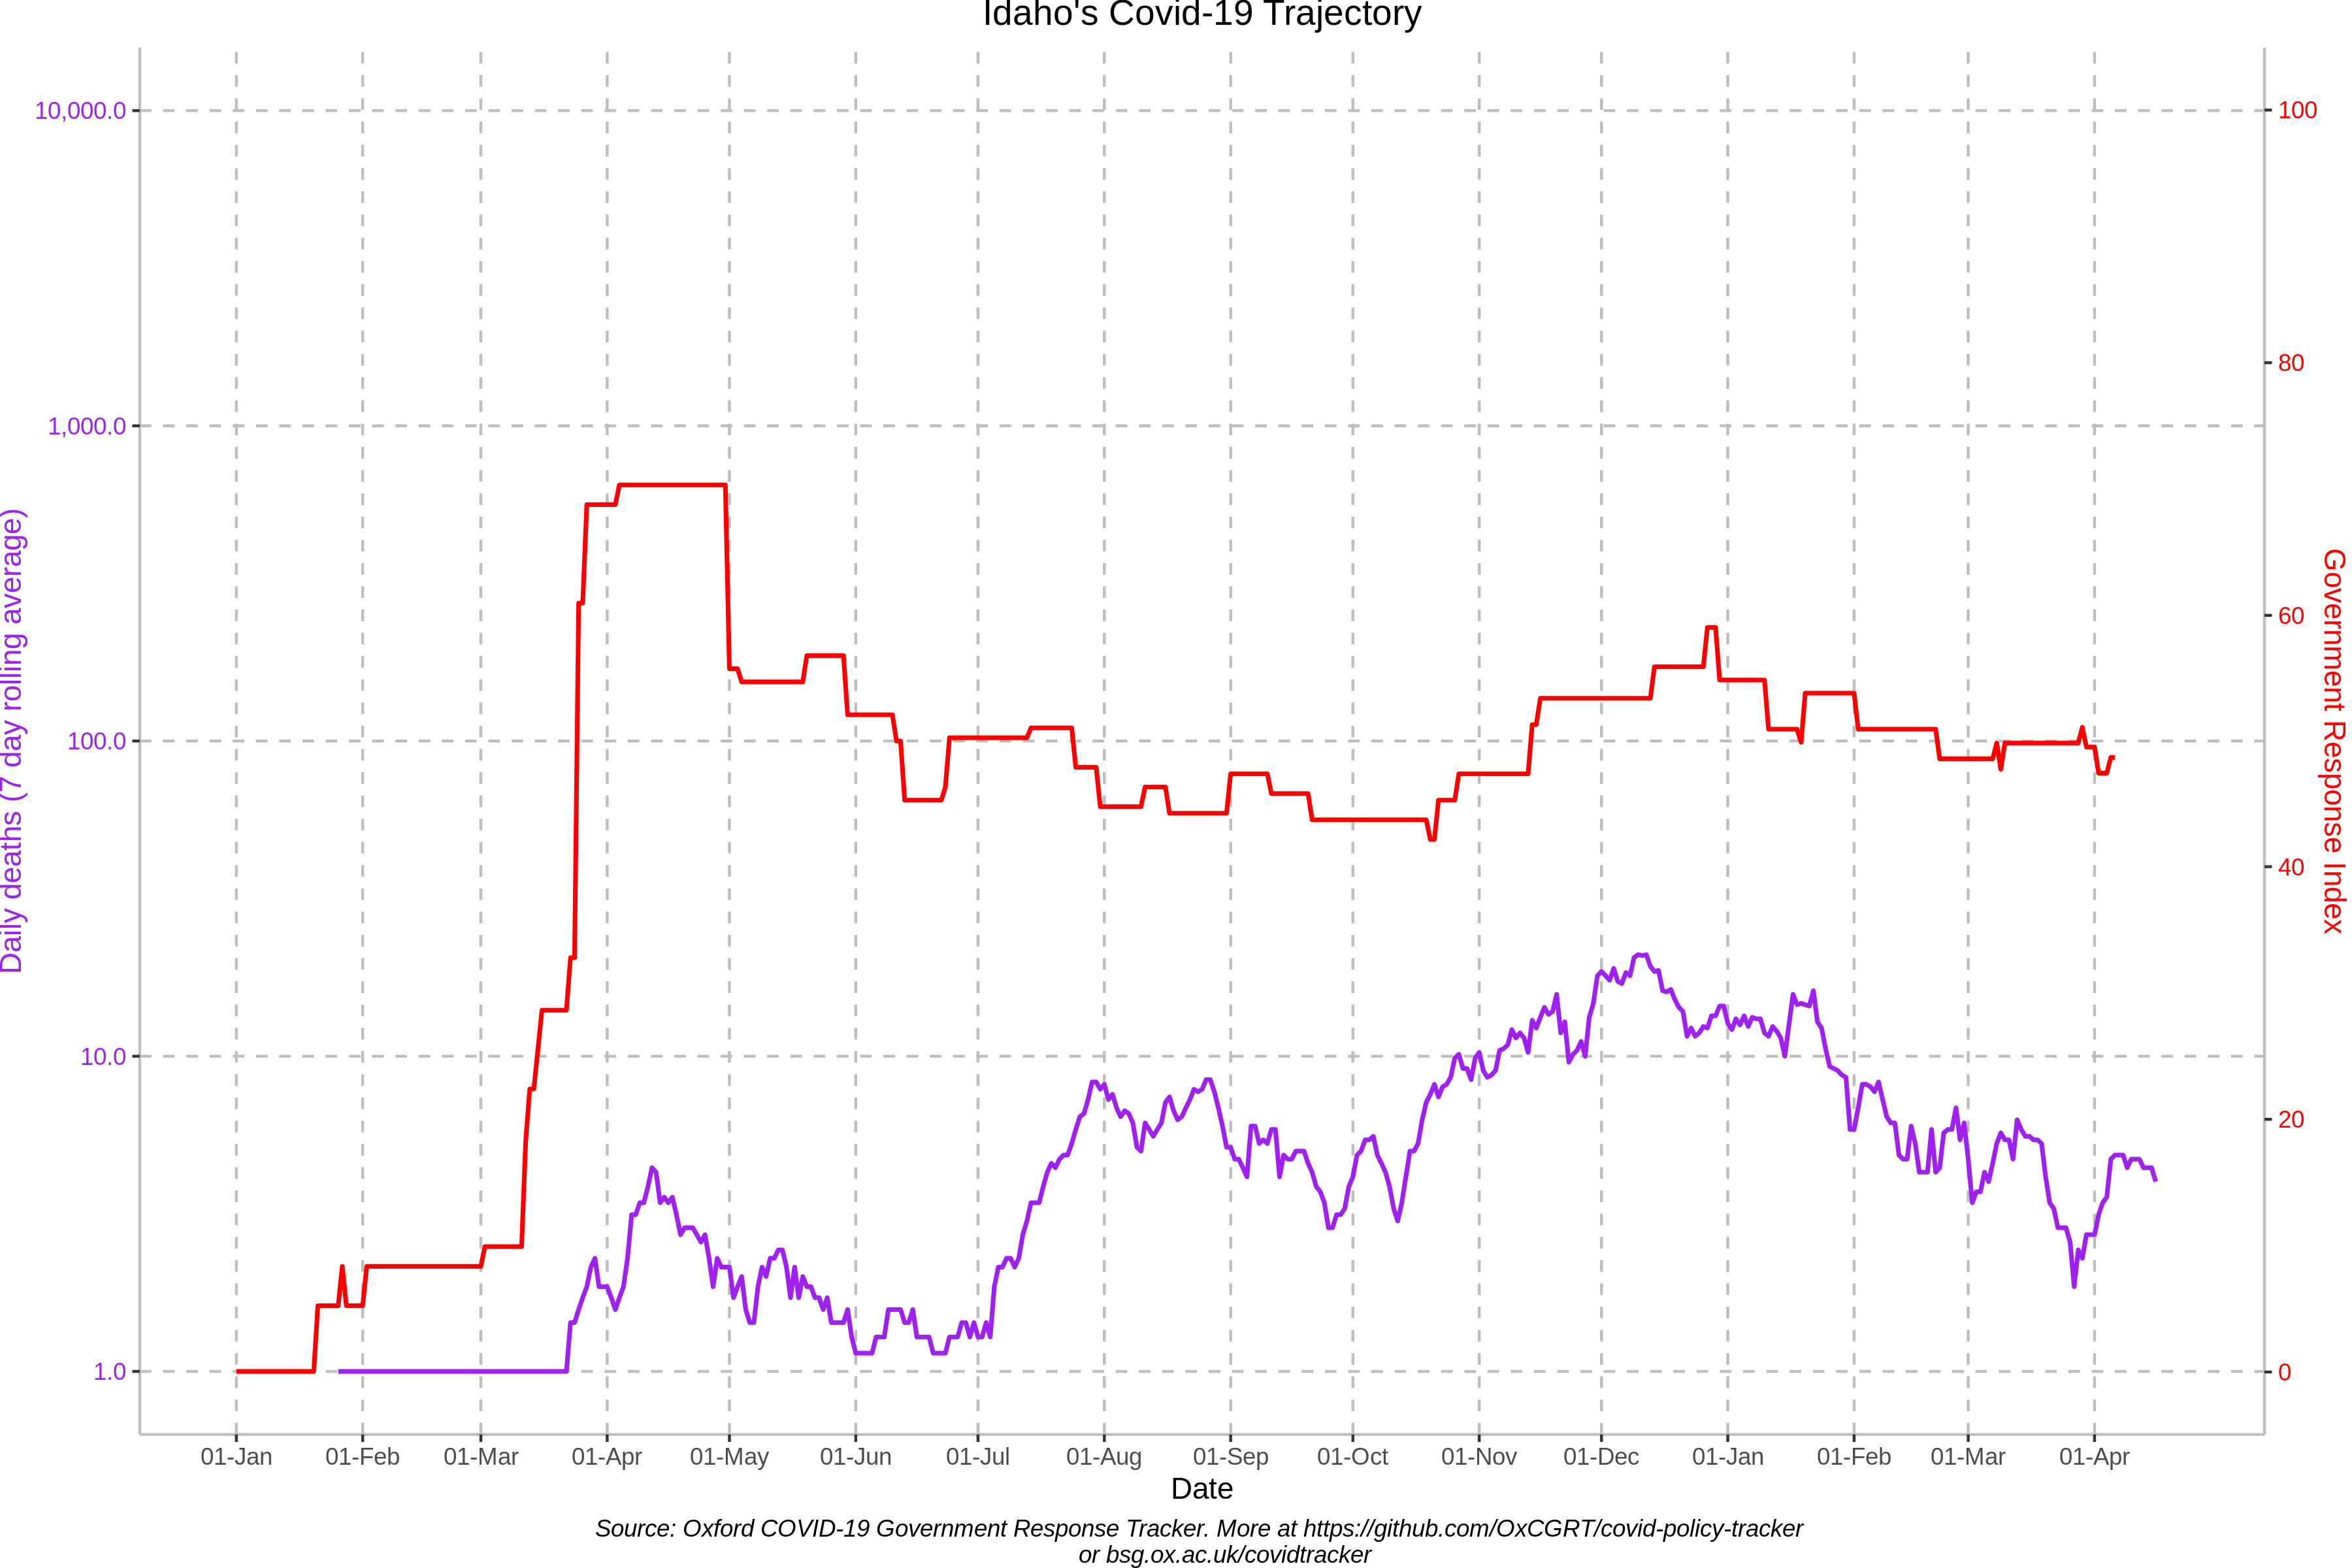 Idaho's Covid-19 Trajectory
10,000.0
1,000.0
100.0
10.0
1.0
Daily deaths (7 day rolling average)
100
80
60
40
20
0
Government Response Index
01-Jan 01-Feb 01-Mar 01-Apr 01-May 01-Jun 01-Jul 01-Aug 01-Sep 01-Oct 01-Nov 01-Dec 01-Jan 01-Feb 01-Mar 01-Apr
Date
Source: Oxford COVID-19 Government Response Tracker. More at https://github.com/OxCGRT/covid-policy-tracker
or bsg.ox.ac.uk/covidtracker